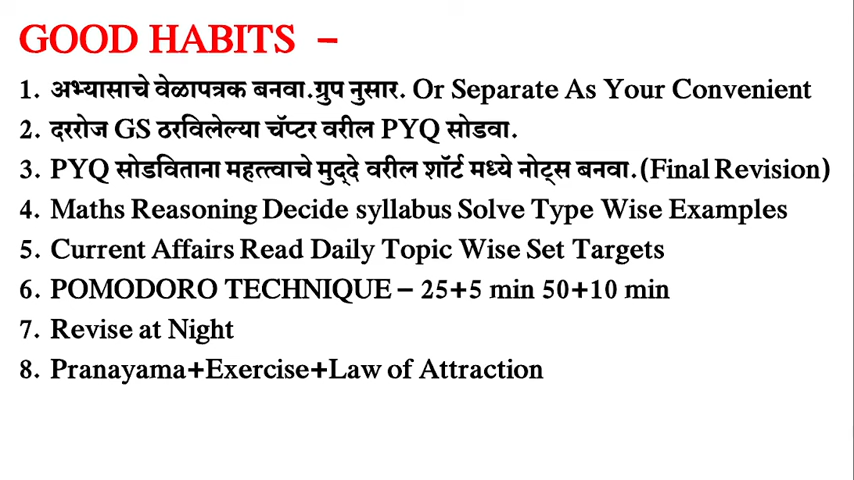 GOOD HABITS –
1. अभ्यासाचे वेळापत्रक बनवा.ग्रुप नुसार. Or Separate As Your Convenient
2. दररोज GS ठरविलेल्या चॅप्टर वरील PYQ सोडवा.
3. PYQ सोडविताना महत्त्वाचे मुद्दे वरील शॉर्ट मध्ये नोट्स बनवा.(Final Revision)
4. Maths Reasoning Decide syllabus Solve Type Wise Examples
5. Current Affairs Read Daily Topic Wise Set Targets
6. POMODORO TECHNIQUE – 25+5 min 50+10 min
7. Revise at Night
8. Pranayama+Exercise+Law of Attraction